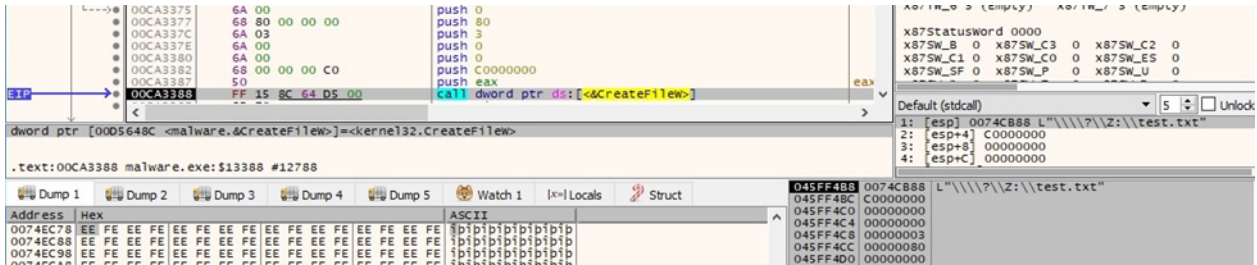 00CA3375 6A 00 push 0
00CA3377 68 80 00 00 00 push 80
00CA337C 6A 03 push 3
00CA337E 6A 00 push 0
00CA3380 6A 00 push 0
00CA3382 68 00 00 00 C0 push C0000000
00CA3387 50 push eax eax
EIP 00CA3388 FF 15 8C 64 D5 00 call dword ptr ds:[<&CreateFileW>]
x87StatusWord 0000
x87SW_B 0 x87SW_C3 0 x87SW_C2 0
x87SW_C1 0 x87SW_C0 0 x87SW_ES 0
x87SW_SF 0 x87SW_P 0 x87SW_U 0
Default (stdcall) 5 Unlock
1: [esp] 0074CB88 L"\\\\?\\Z:\\test.txt"
2: [esp+4] C0000000
3: [esp+8] 00000000
4: [esp+C] 00000000
dword ptr [00D5648C <malware.&CreateFileW>]=<kernel32.CreateFileW>
.text:00CA3388 malware.exe:$13388 #12788
Dump 1 Dump 2 Dump 3 Dump 4 Dump 5 Watch 1 [x=] Locals Struct
Address Hex ASCII
0074EC78 EE FE EE FE EE FE EE FE EE FE EE FE EE FE EE FE îþîþîþîþîþîþîþîþ
0074EC88 EE FE EE FE EE FE EE FE EE FE EE FE EE FE EE FE îþîþîþîþîþîþîþîþ
0074EC98 EE FE EE FE EE FE EE FE EE FE EE FE EE FE EE FE îþîþîþîþîþîþîþîþ
045FF4B8 0074CB88 L"\\\\?\\Z:\\test.txt"
045FF4BC C0000000
045FF4C0 00000000
045FF4C4 00000000
045FF4C8 00000003
045FF4CC 00000080
045FF4D0 00000000